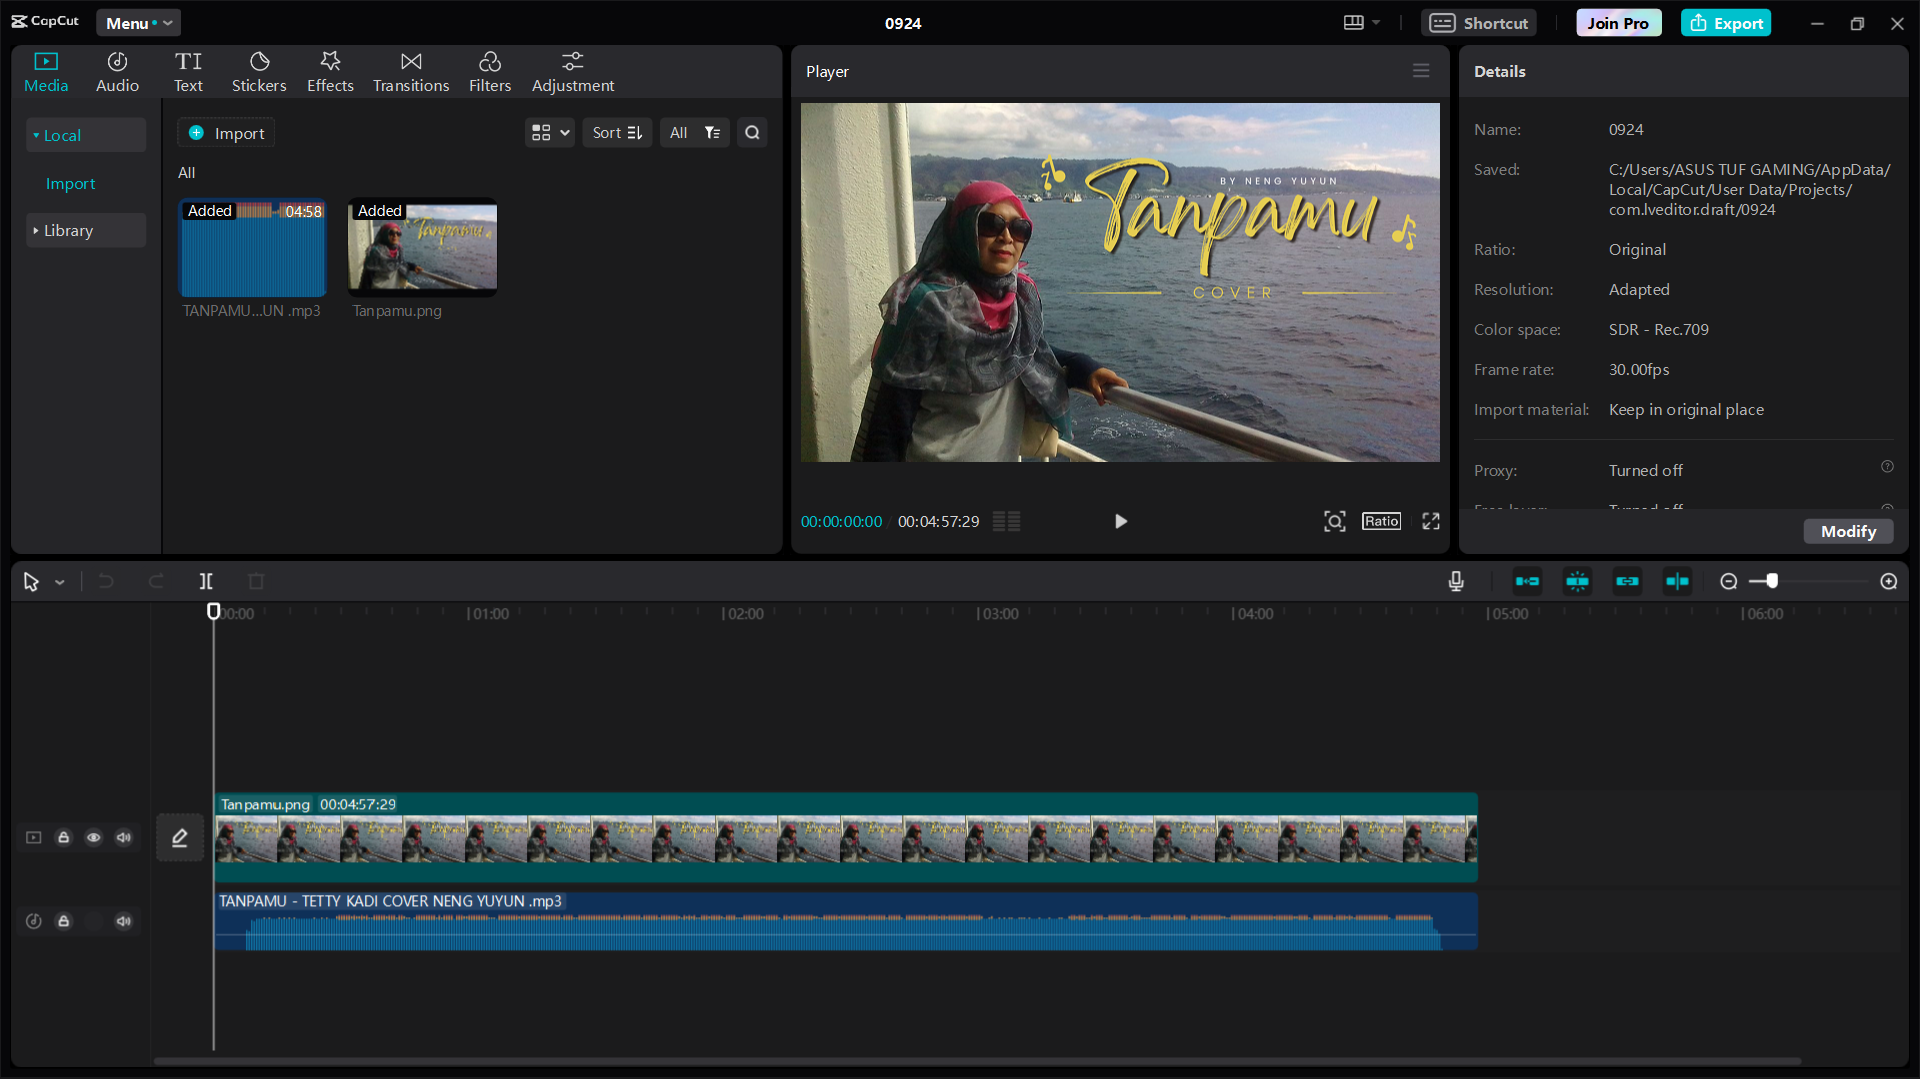 CapCut
Menu
0924
Shortcut
Join Pro
Export
Media
Audio
Text
Stickers
Effects
Transitions
Filters
Adjustment
Local
Import
Library
Import
Sort
All
All
Added
04:58
TANPAMU...UN .mp3
Added
Tanpamu
Tanpamu.png
Player
BY NENG YUYUN
Tanpamu
COVER
00:00:00:00 / 00:04:57:29
Ratio
Details
Name: 0924
Saved: C:/Users/ASUS TUF GAMING/AppData/
Local/CapCut/User Data/Projects/
com.lveditor.draft/0924
Ratio: Original
Resolution: Adapted
Color space: SDR - Rec.709
Frame rate: 30.00fps
Import material: Keep in original place
Proxy: Turned off
Modify
00:00
01:00
02:00
03:00
04:00
05:00
06:00
Tanpamu.png 00:04:57:29
TANPAMU - TETTY KADI COVER NENG YUYUN .mp3